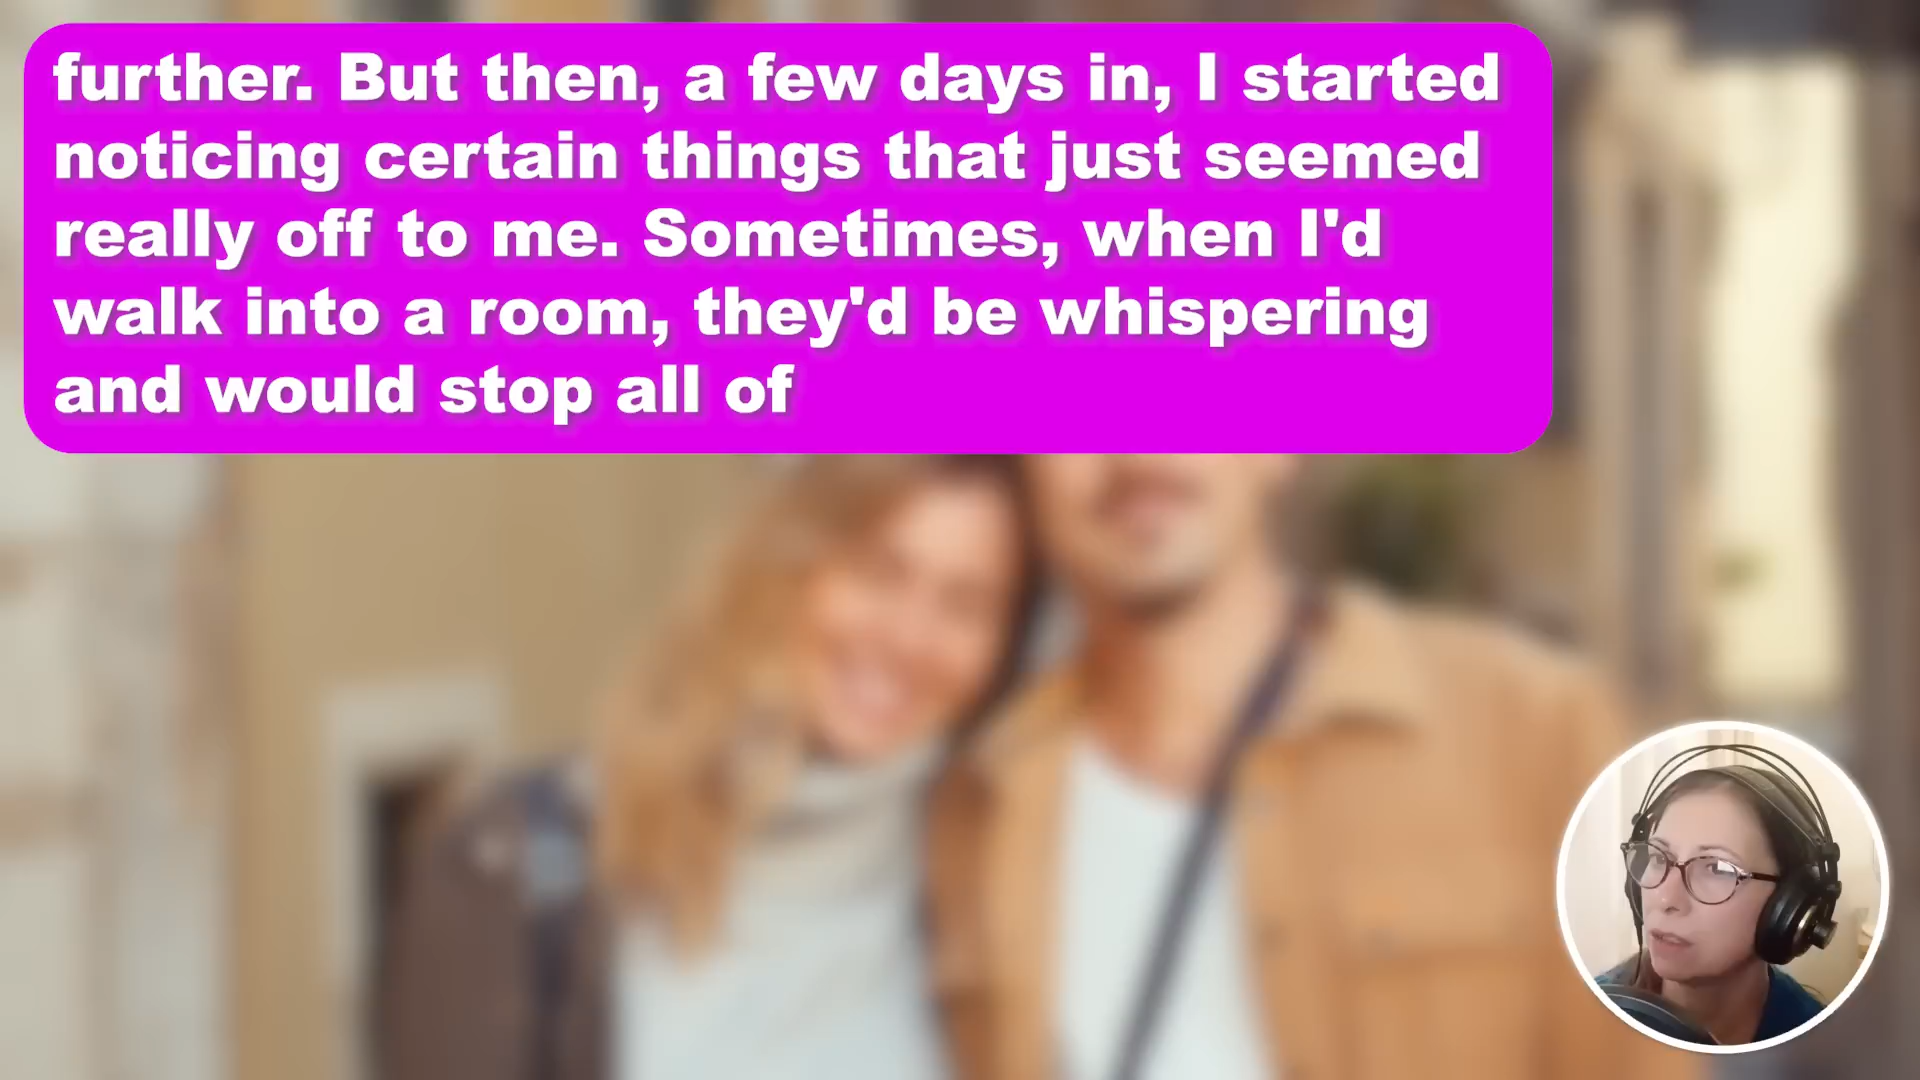 further. But then, a few days in, I started
noticing certain things that just seemed
really off to me. Sometimes, when I'd
walk into a room, they'd be whispering
and would stop all of